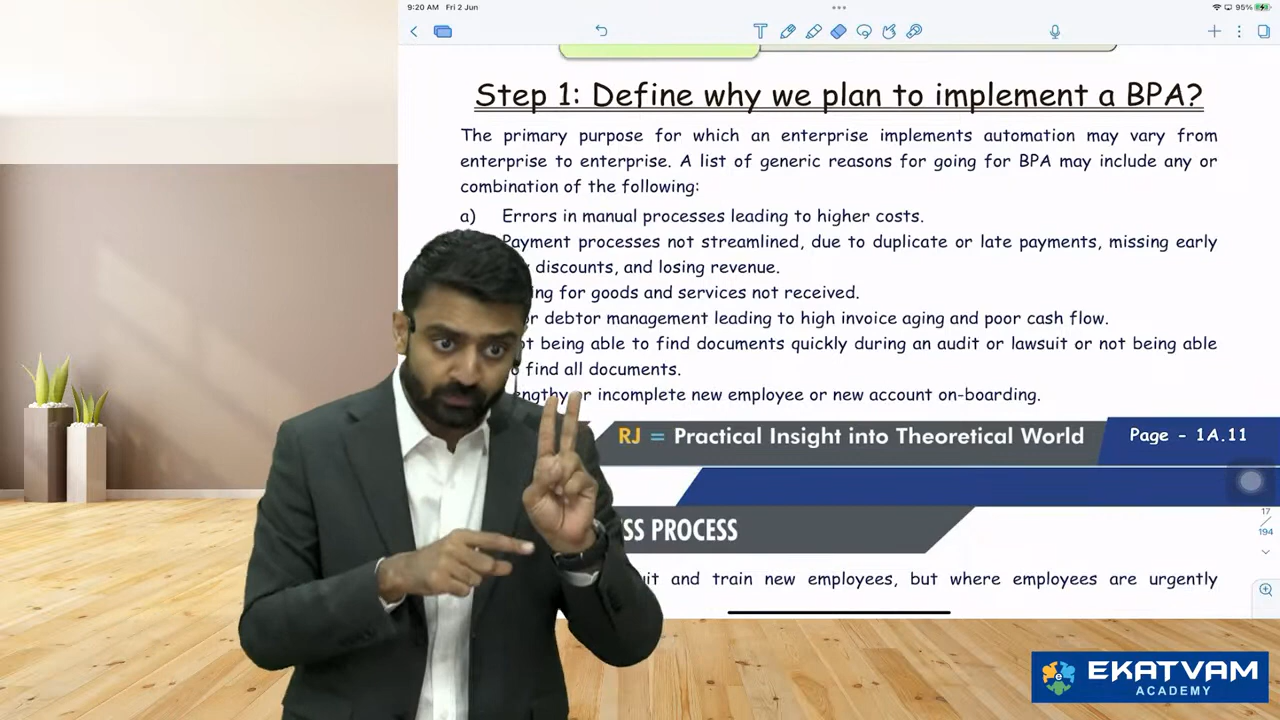 9:20 AM Fri 2 Jun
95%
Step 1: Define why we plan to implement a BPA?
The primary purpose for which an enterprise implements automation may vary from
enterprise to enterprise. A list of generic reasons for going for BPA may include any or
combination of the following:
a) Errors in manual processes leading to higher costs.
Payment processes not streamlined, due to duplicate or late payments, missing early
discounts, and losing revenue.
for goods and services not received.
debtor management leading to high invoice aging and poor cash flow.
being able to find documents quickly during an audit or lawsuit or not being able
find all documents.
or incomplete new employee or new account on-boarding.
RJ = Practical Insight into Theoretical World
Page - 1A.11
17
194
PROCESS
and train new employees, but where employees are urgently
EKATVAM
ACADEMY